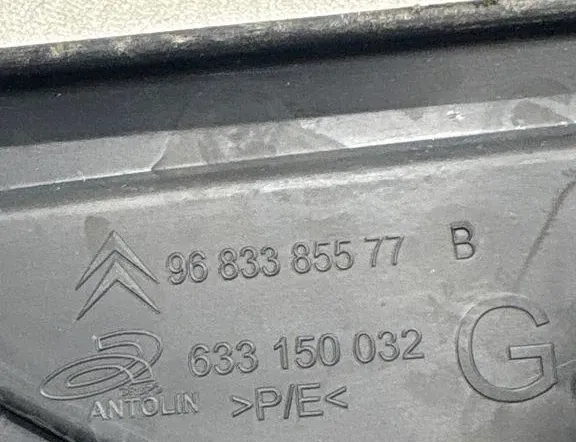 96 833 855 77 B
633 150 032 G
ANTOLIN >P/E<